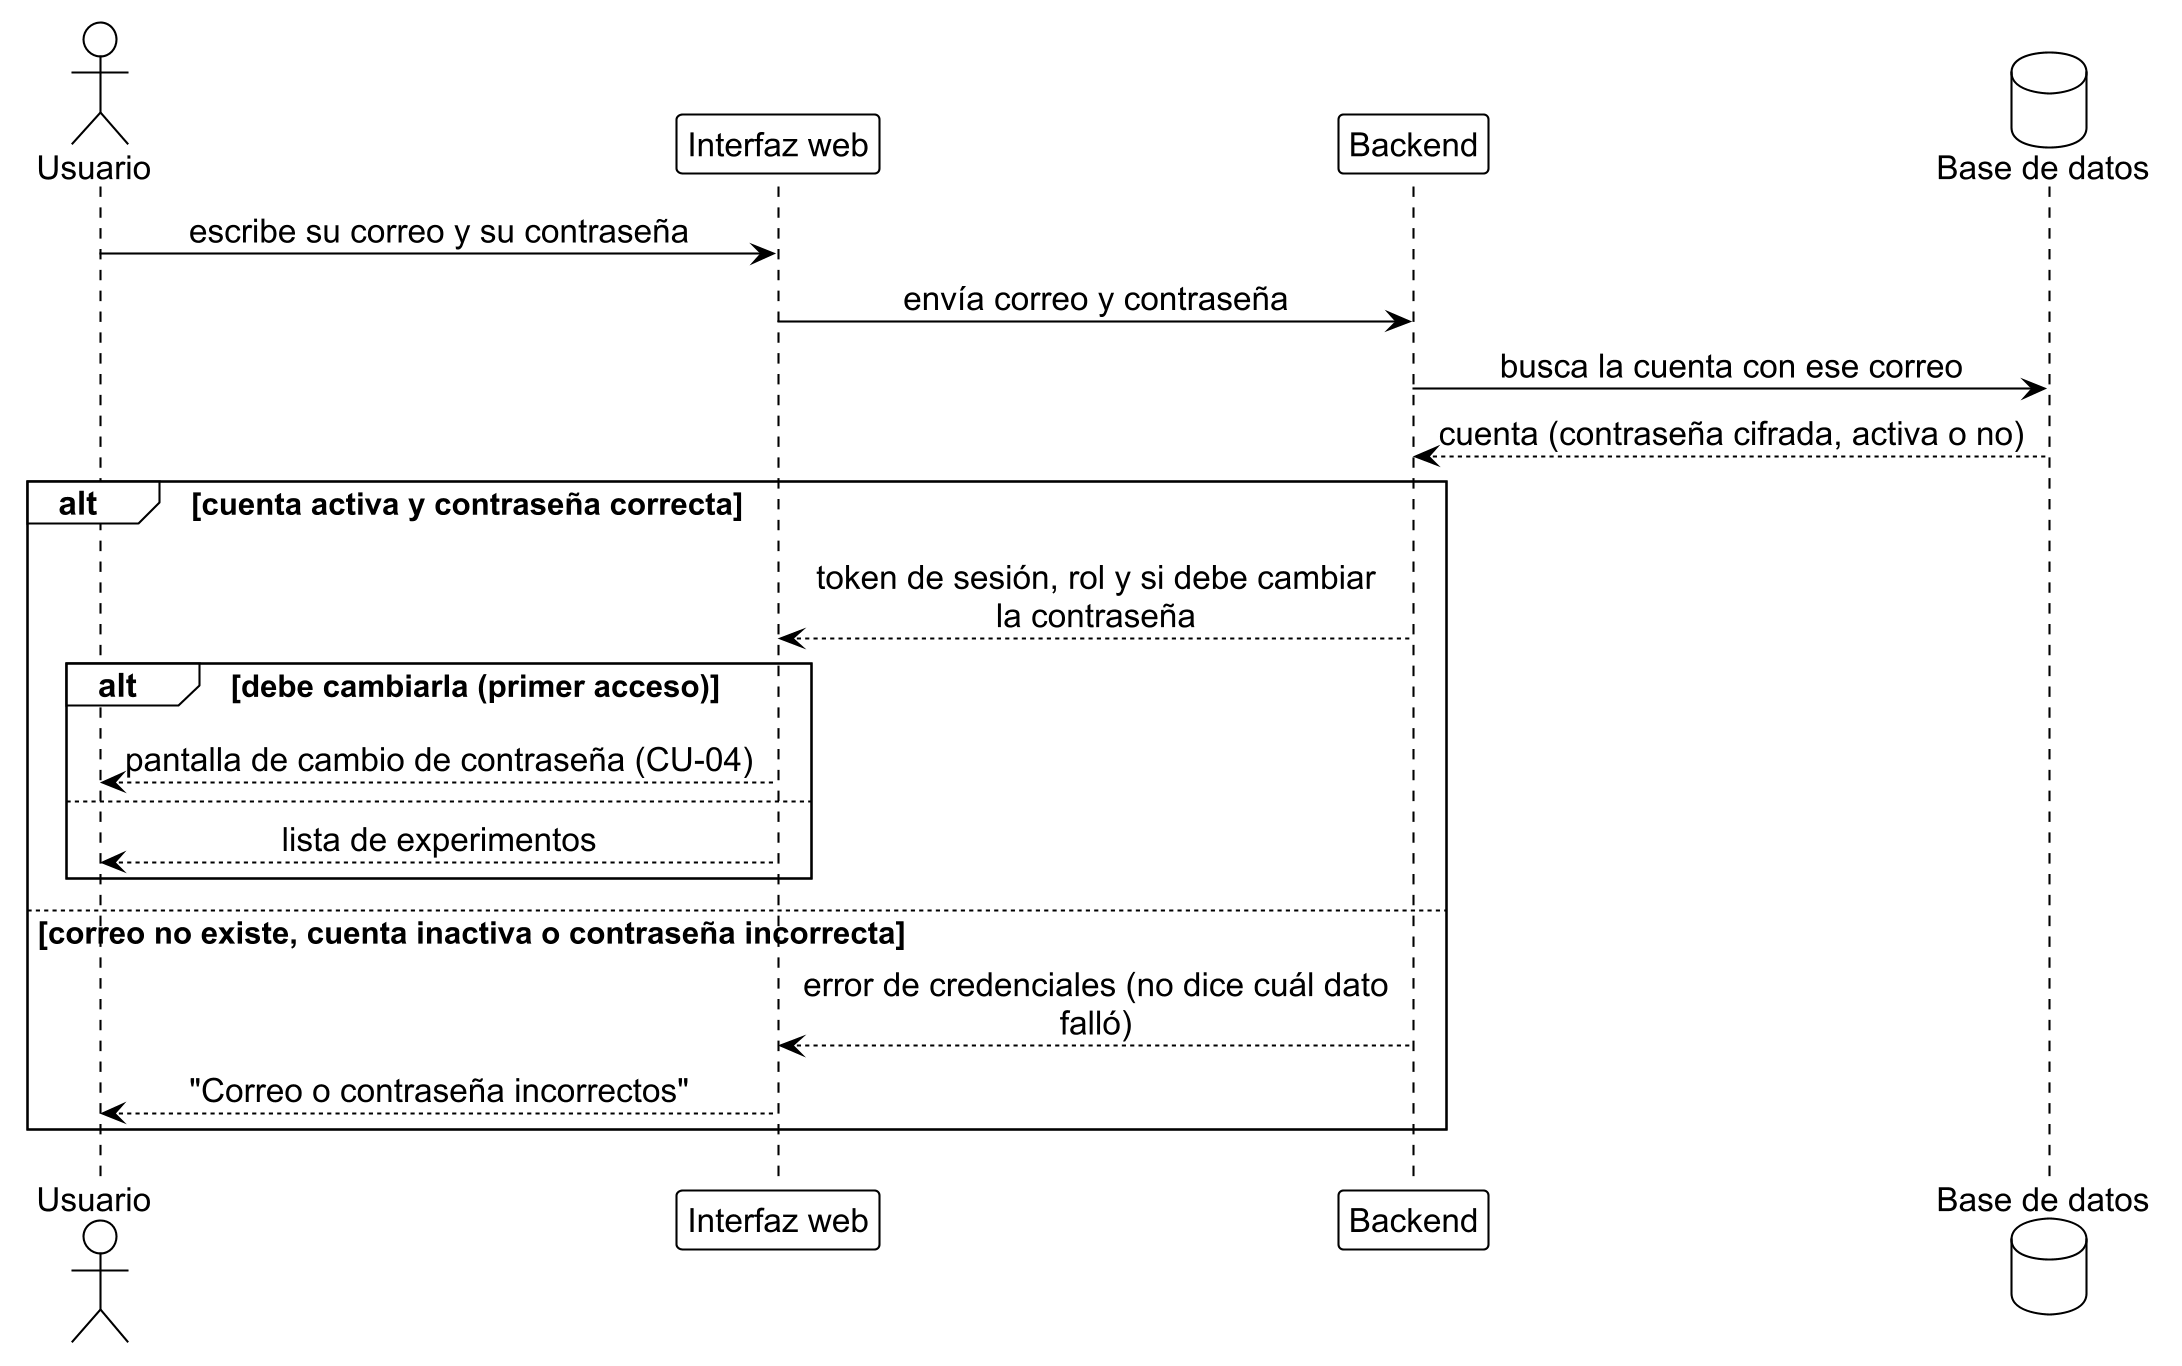 Usuario
Interfaz web
Backend
Base de datos
escribe su correo y su contraseña
envía correo y contraseña
busca la cuenta con ese correo
cuenta (contraseña cifrada, activa o no)
alt
[cuenta activa y contraseña correcta]
token de sesión, rol y si debe cambiar
la contraseña
alt
[debe cambiarla (primer acceso)]
pantalla de cambio de contraseña (CU-04)
lista de experimentos
[correo no existe, cuenta inactiva o contraseña incorrecta]
error de credenciales (no dice cuál dato
falló)
"Correo o contraseña incorrectos"
Usuario
Interfaz web
Backend
Base de datos